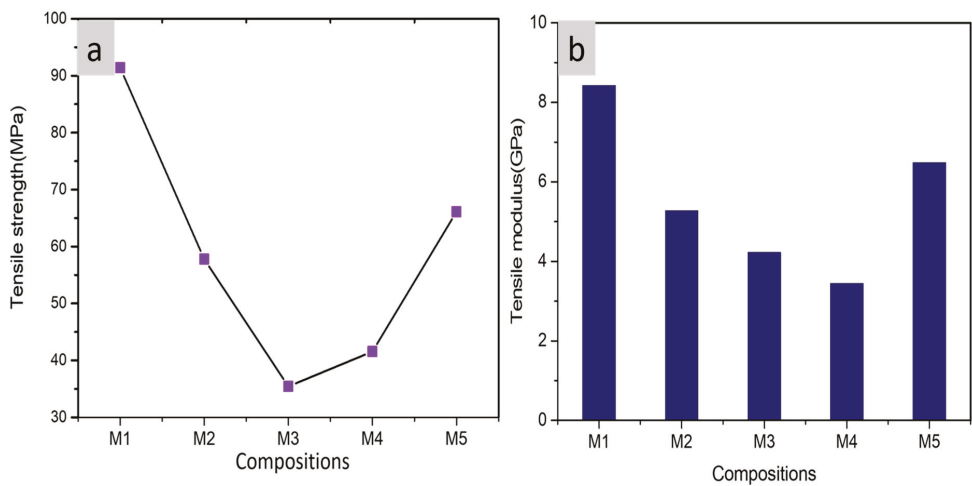 a
100
90
80
70
60
50
40
30
Tensile strength(MPa)
M1 M2 M3 M4 M5
Compositions
b
10
8
6
4
2
0
Tensile modulus(GPa)
M1 M2 M3 M4 M5
Compositions